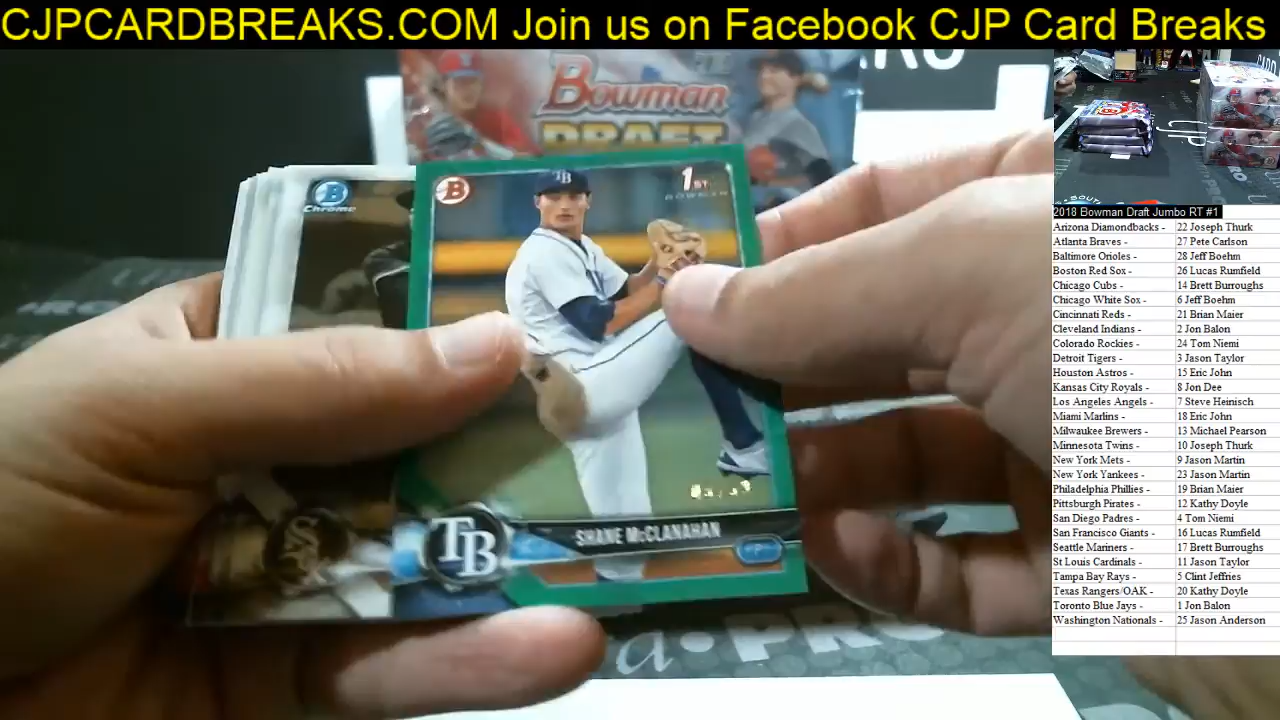 CJPCARDBREAKS.COM Join us on Facebook CJP Card Breaks
Bowman
DRAFT
Chrome
B
1ST
BOWMAN
TB
TB
SHANE McCLANAHAN
P
2018 Bowman Draft Jumbo RT #1
Arizona Diamondbacks - 22 Joseph Thurk
Atlanta Braves - 27 Pete Carlson
Baltimore Orioles - 28 Jeff Boehm
Boston Red Sox - 26 Lucas Rumfield
Chicago Cubs - 14 Brett Burroughs
Chicago White Sox - 6 Jeff Boehm
Cincinnati Reds - 21 Brian Maier
Cleveland Indians - 2 Jon Balon
Colorado Rockies - 24 Tom Niemi
Detroit Tigers - 3 Jason Taylor
Houston Astros - 15 Eric John
Kansas City Royals - 8 Jon Dee
Los Angeles Angels - 7 Steve Heinisch
Miami Marlins - 18 Eric John
Milwaukee Brewers - 13 Michael Pearson
Minnesota Twins - 10 Joseph Thurk
New York Mets - 9 Jason Martin
New York Yankees - 23 Jason Martin
Philadelphia Phillies - 19 Brian Maier
Pittsburgh Pirates - 12 Kathy Doyle
San Diego Padres - 4 Tom Niemi
San Francisco Giants - 16 Lucas Rumfield
Seattle Mariners - 17 Brett Burroughs
St Louis Cardinals - 11 Jason Taylor
Tampa Bay Rays - 5 Clint Jeffries
Texas Rangers/OAK - 20 Kathy Doyle
Toronto Blue Jays - 1 Jon Balon
Washington Nationals - 25 Jason Anderson